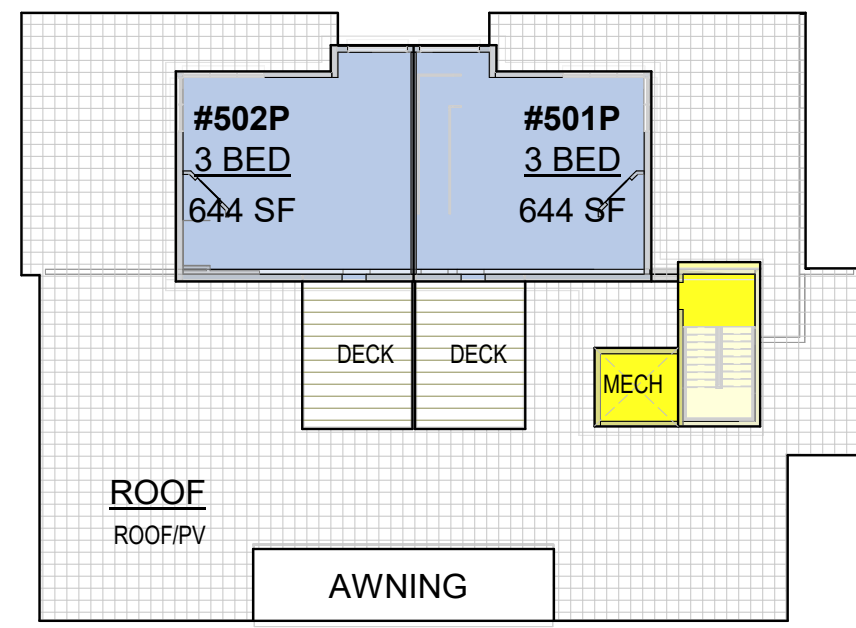 #502P
3 BED
644 SF
#501P
3 BED
644 SF
DECK
DECK
MECH
ROOF
ROOF/PV
AWNING